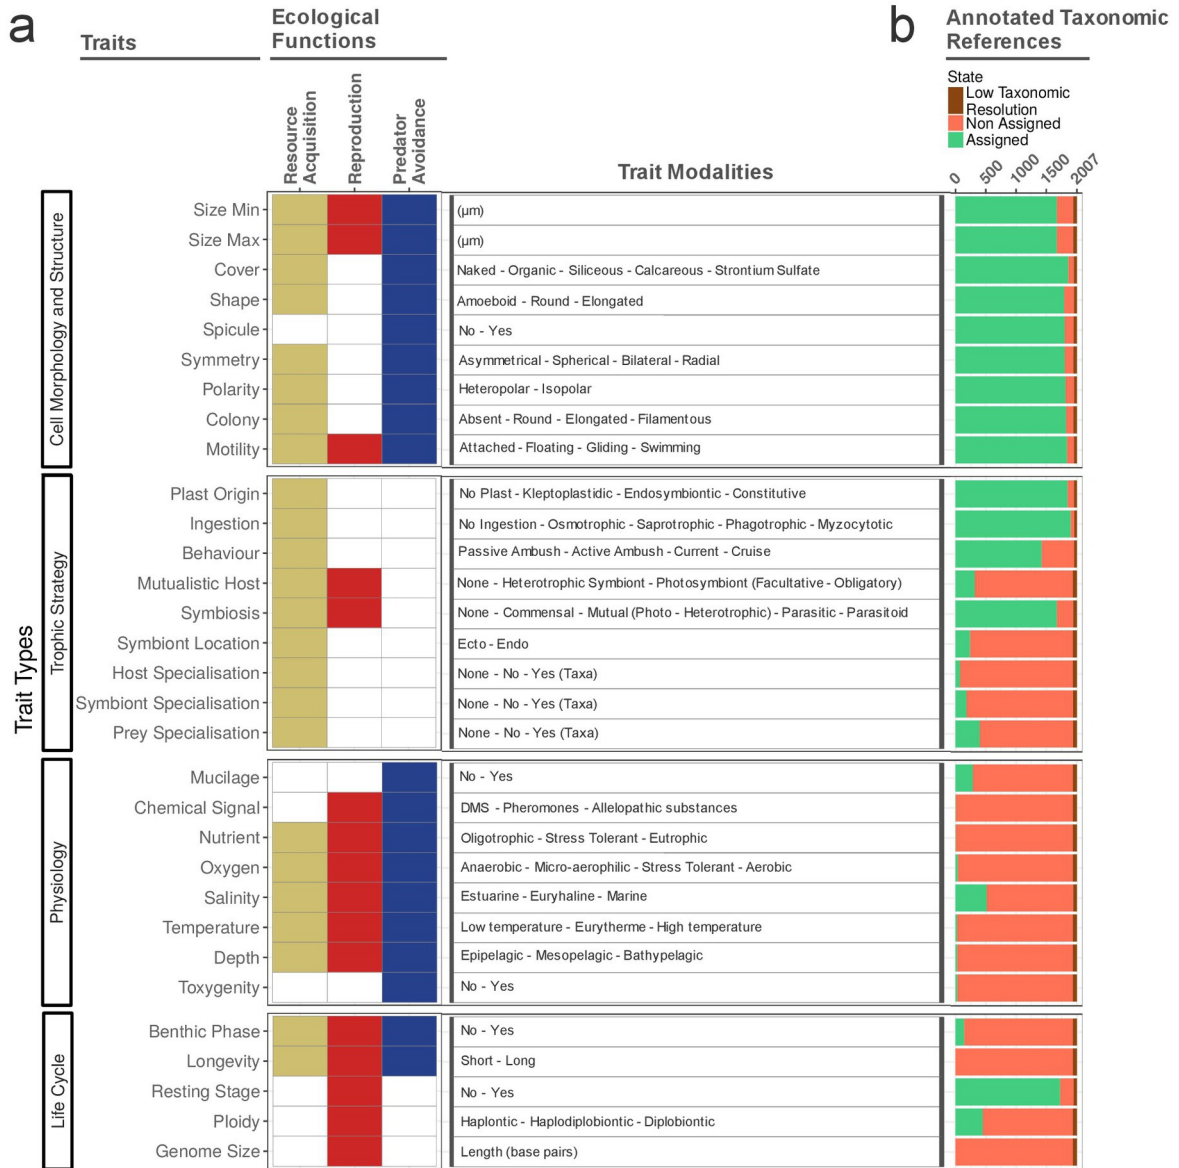 a
Traits
Ecological
Functions
b
Annotated Taxonomic
References
State
Low Taxonomic
Resolution
Non Assigned
Assigned
Resource
Acquisition
Reproduction
Predator
Avoidance
Trait Modalities
0
500
1000
1500
2007
Trait Types
Cell Morphology and Structure
Size Min (µm)
Size Max (µm)
Cover Naked - Organic - Siliceous - Calcareous - Strontium Sulfate
Shape Amoeboid - Round - Elongated
Spicule No - Yes
Symmetry Asymmetrical - Spherical - Bilateral - Radial
Polarity Heteropolar - Isopolar
Colony Absent - Round - Elongated - Filamentous
Motility Attached - Floating - Gliding - Swimming
Trophic Strategy
Plast Origin No Plast - Kleptoplastidic - Endosymbiontic - Constitutive
Ingestion No Ingestion - Osmotrophic - Saprotrophic - Phagotrophic - Myzocytotic
Behaviour Passive Ambush - Active Ambush - Current - Cruise
Mutualistic Host None - Heterotrophic Symbiont - Photosymbiont (Facultative - Obligatory)
Symbiosis None - Commensal - Mutual (Photo - Heterotrophic) - Parasitic - Parasitoid
Symbiont Location Ecto - Endo
Host Specialisation None - No - Yes (Taxa)
Symbiont Specialisation None - No - Yes (Taxa)
Prey Specialisation None - No - Yes (Taxa)
Physiology
Mucilage No - Yes
Chemical Signal DMS - Pheromones - Allelopathic substances
Nutrient Oligotrophic - Stress Tolerant - Eutrophic
Oxygen Anaerobic - Micro-aerophilic - Stress Tolerant - Aerobic
Salinity Estuarine - Euryhaline - Marine
Temperature Low temperature - Eurytherme - High temperature
Depth Epipelagic - Mesopelagic - Bathypelagic
Toxygenity No - Yes
Life Cycle
Benthic Phase No - Yes
Longevity Short - Long
Resting Stage No - Yes
Ploidy Haplontic - Haplodiplobiontic - Diplobiontic
Genome Size Length (base pairs)